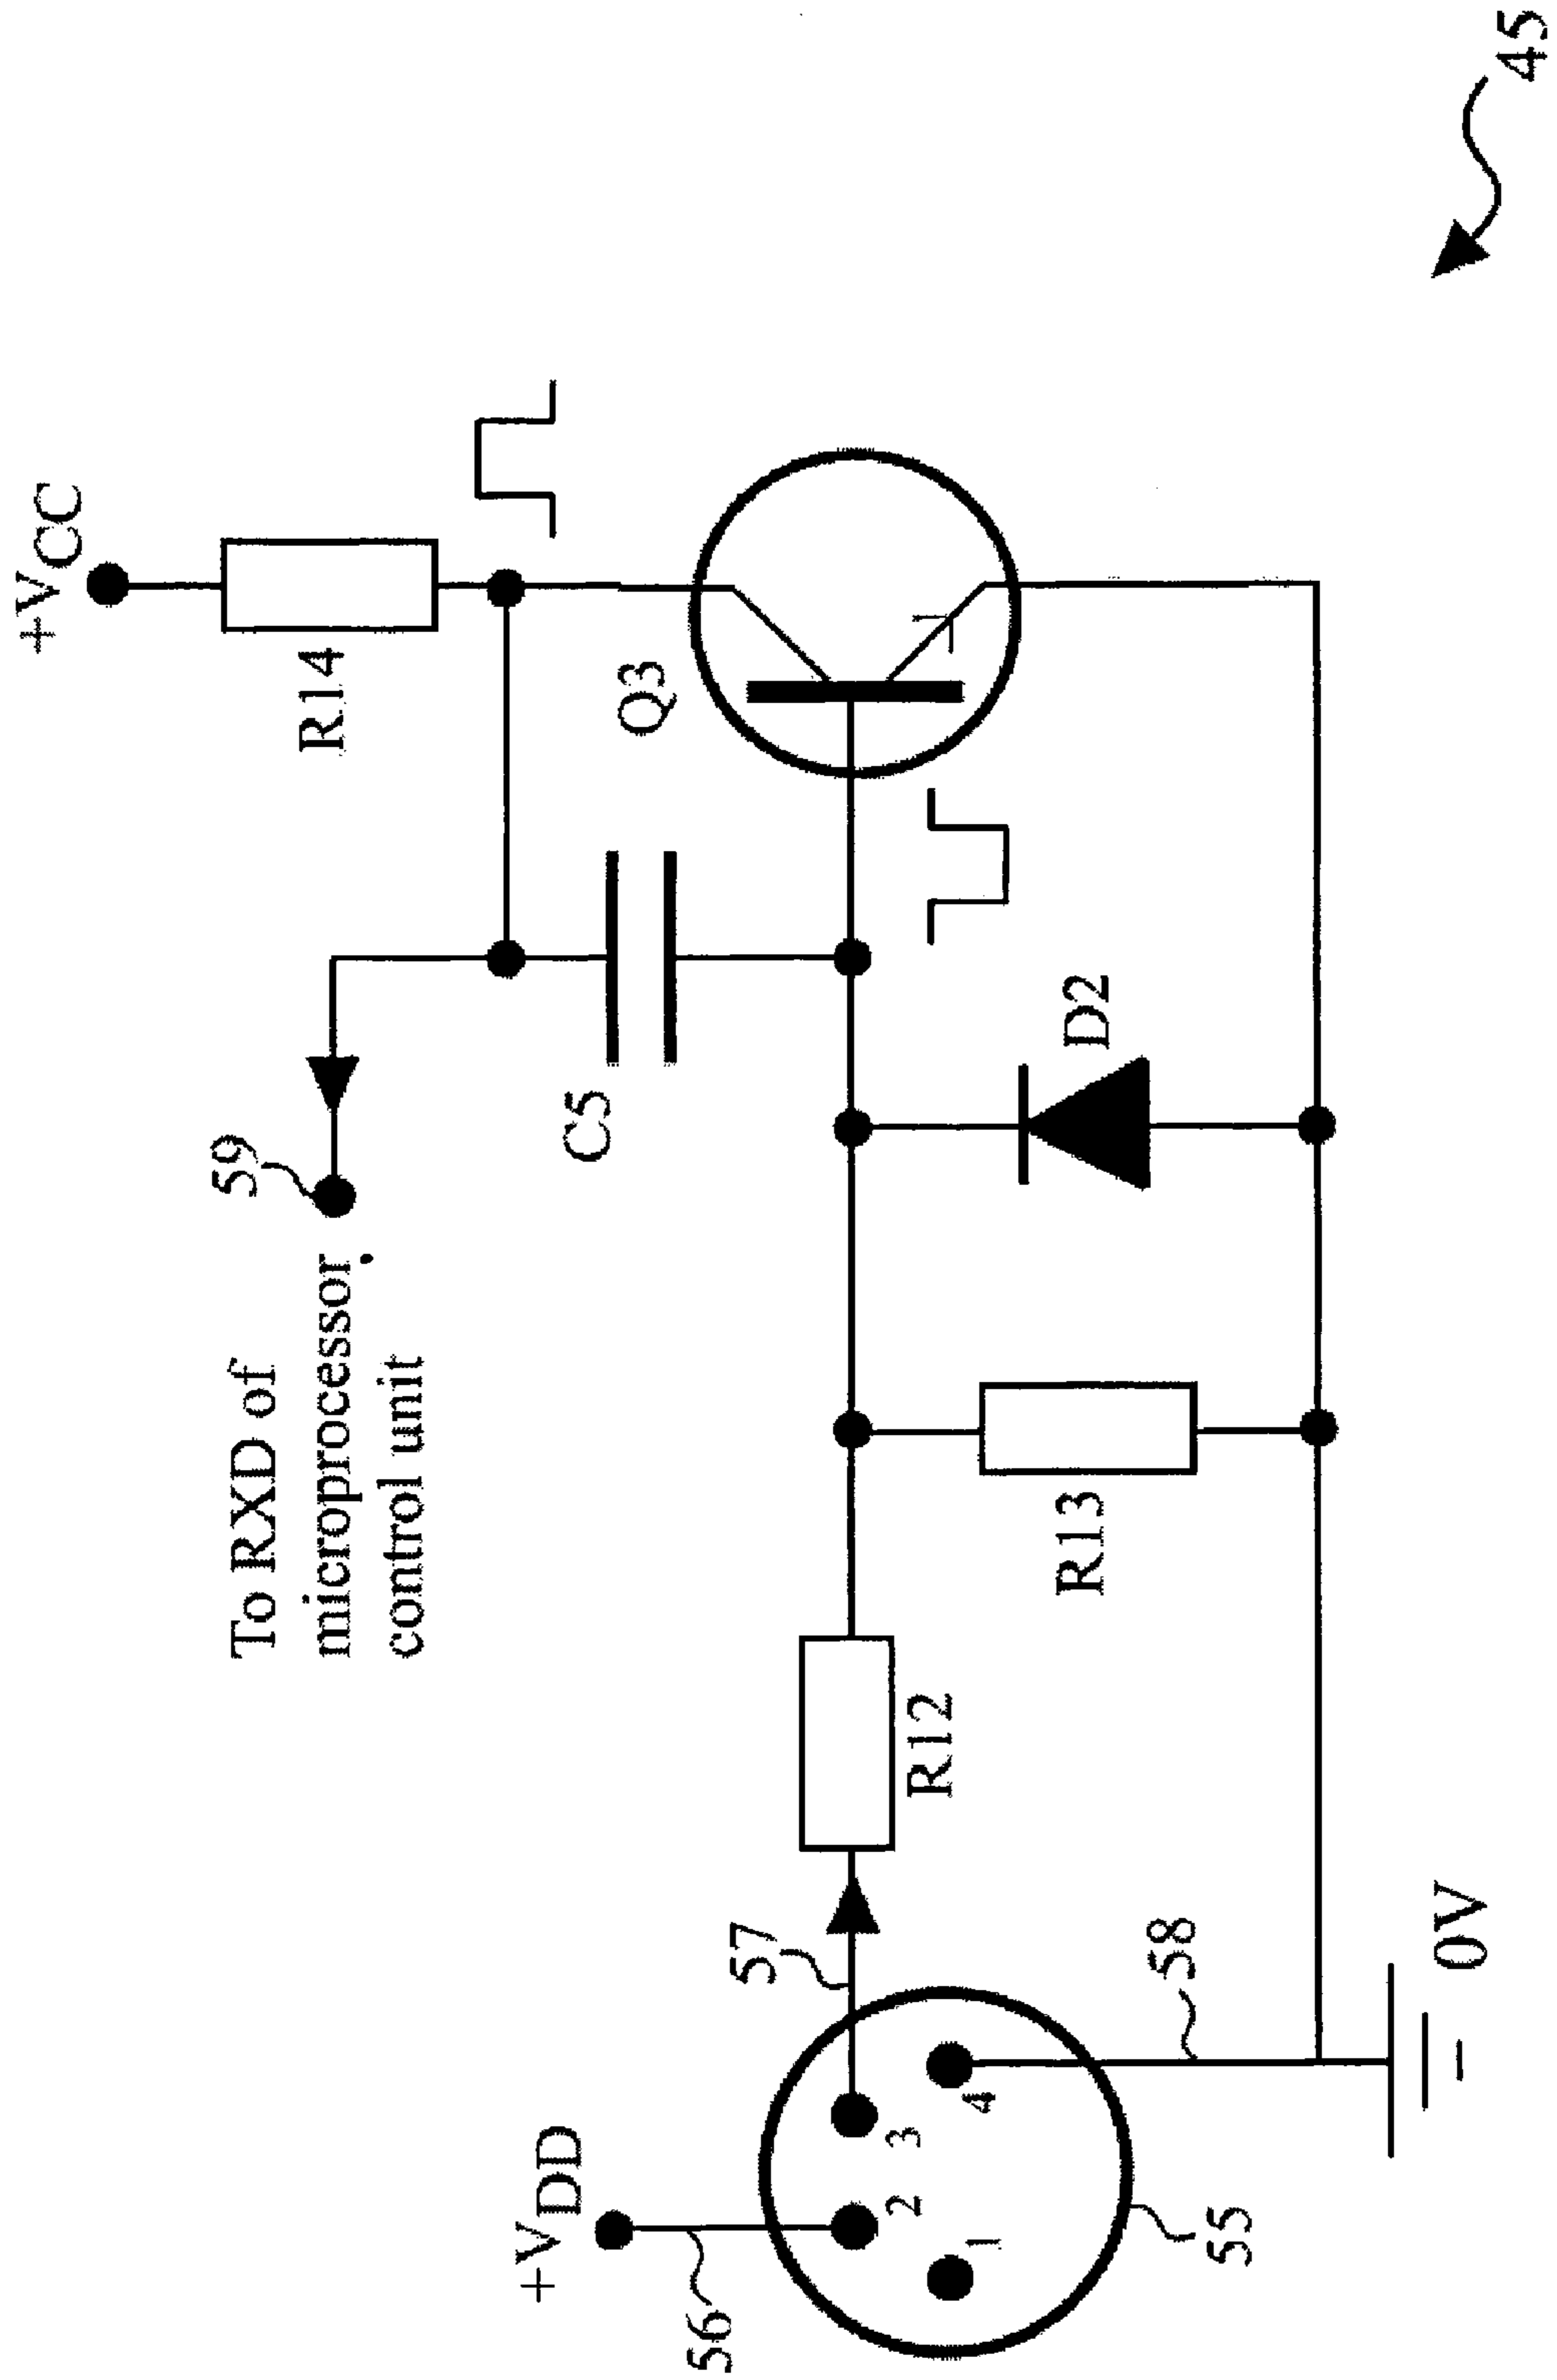 +VCC
R14
Q3
59
To RXD of
microprocessor
control unit
C5
D2
R13
R12
57
58
+VDD
56
3
4
2
1
55
0V
45